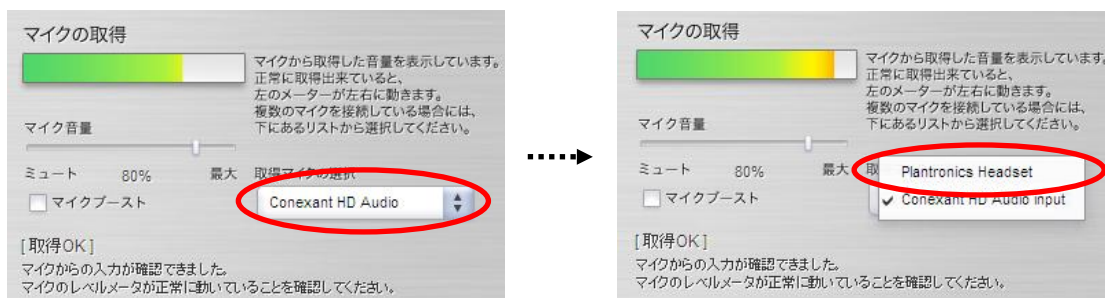 マイクの取得
マイクから取得した音量を表示しています。
正常に取得出来ていると、
左のメーターが左右に動きます。
複数のマイクを接続している場合には、
下にあるリストから選択してください。
マイク音量
ミュート 80% 最大
取得マイクの選択
マイクブースト
Conexant HD Audio
[取得OK]
マイクからの入力が確認できました。
マイクのレベルメータが正常に動いていることを確認してください。
マイクの取得
マイクから取得した音量を表示しています。
正常に取得出来ていると、
左のメーターが左右に動きます。
複数のマイクを接続している場合には、
下にあるリストから選択してください。
マイク音量
ミュート 80% 最大
取
Plantronics Headset
マイクブースト
✓ Conexant HD Audio input
[取得OK]
マイクからの入力が確認できました。
マイクのレベルメータが正常に動いていることを確認してください。